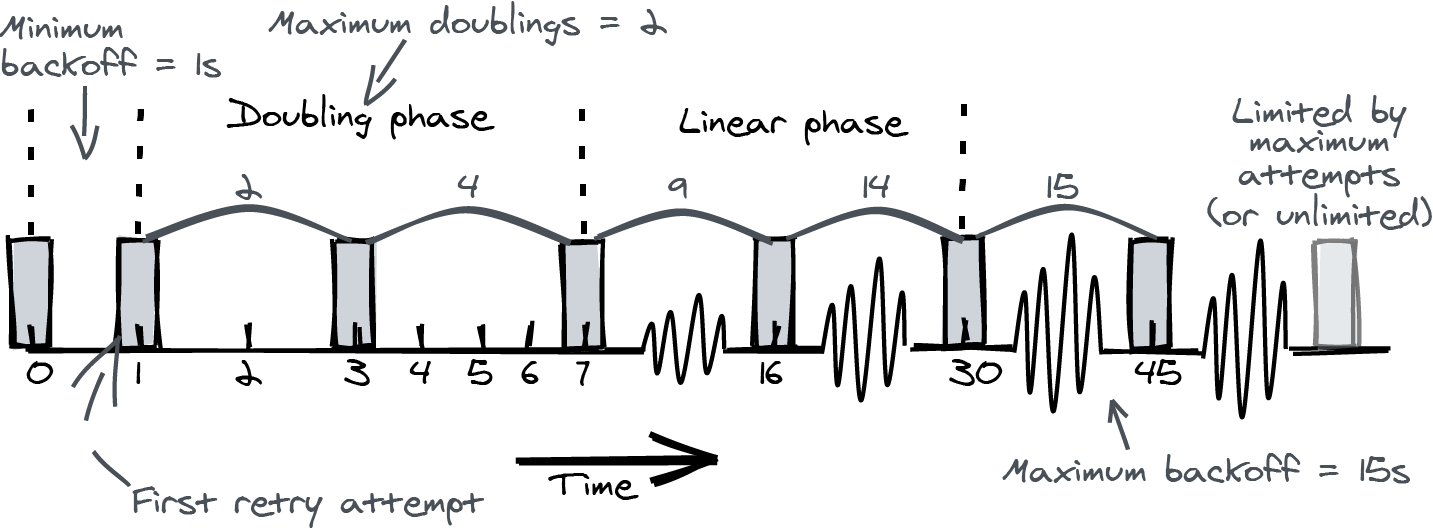 Minimum
backoff = 1s
Maximum doublings = 2
Doubling phase
Linear phase
Limited by
maximum
attempts
(or unlimited)
2 4 9 14 15
0 1 2 3 4 5 6 7 16 30 45
Time
Maximum backoff = 15s
First retry attempt